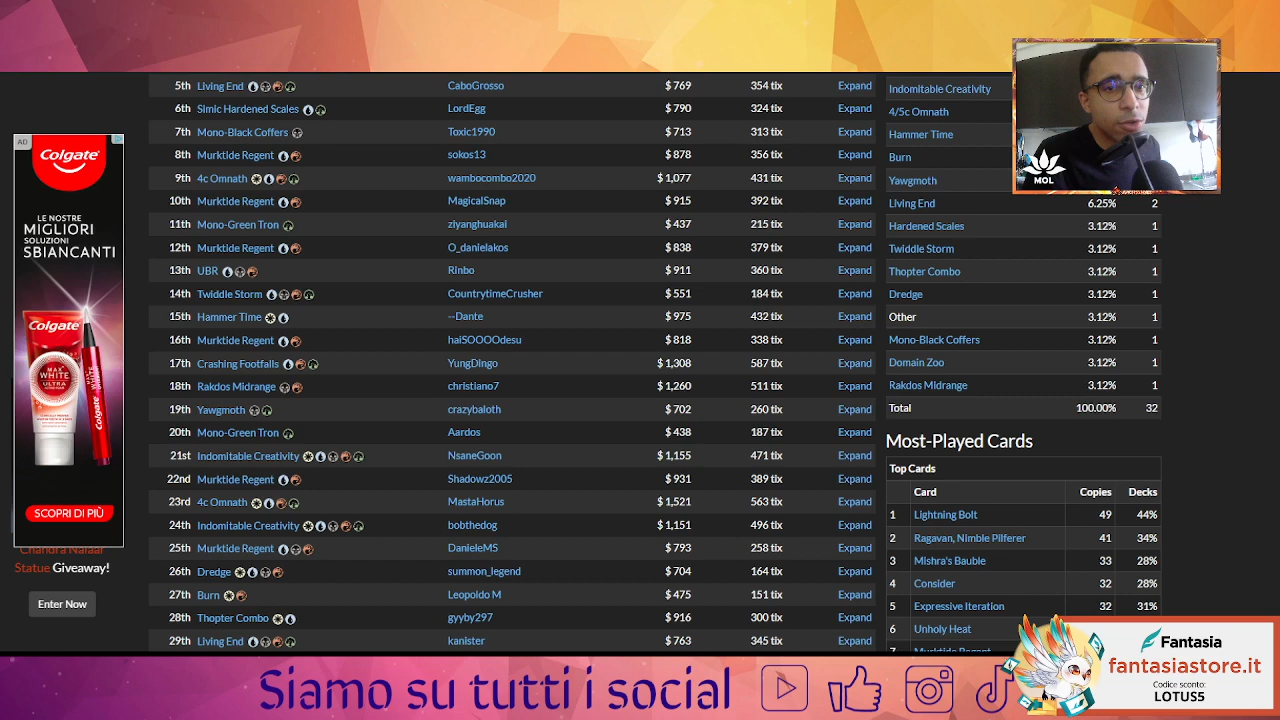 5th Living End CaboGrosso $ 769 354 tix Expand
6th Simic Hardened Scales LordEgg $ 790 324 tix Expand
7th Mono-Black Coffers Toxic1990 $ 713 313 tix Expand
8th Murktide Regent sokos13 $ 878 356 tix Expand
9th 4c Omnath wambocombo2020 $ 1,077 431 tix Expand
10th Murktide Regent MagicalSnap $ 915 392 tix Expand
11th Mono-Green Tron ziyanghuakai $ 437 215 tix Expand
12th Murktide Regent O_danielakos $ 838 379 tix Expand
13th UBR Rinbo $ 911 360 tix Expand
14th Twiddle Storm CountrytimeCrusher $ 551 184 tix Expand
15th Hammer Time --Dante $ 975 432 tix Expand
16th Murktide Regent halSOOOOdesu $ 818 338 tix Expand
17th Crashing Footfalls YungDingo $ 1,308 587 tix Expand
18th Rakdos Midrange christiano7 $ 1,260 511 tix Expand
19th Yawgmoth crazybaloth $ 702 291 tix Expand
20th Mono-Green Tron Aardos $ 438 187 tix Expand
21st Indomitable Creativity NsaneGoon $ 1,155 471 tix Expand
22nd Murktide Regent Shadowz2005 $ 931 389 tix Expand
23rd 4c Omnath MastaHorus $ 1,521 563 tix Expand
24th Indomitable Creativity bobthedog $ 1,151 496 tix Expand
25th Murktide Regent DanieleMS $ 793 258 tix Expand
26th Dredge summon_legend $ 704 164 tix Expand
27th Burn Leopoldo M $ 475 151 tix Expand
28th Thopter Combo gyyby297 $ 916 300 tix Expand
29th Living End kanister $ 763 345 tix Expand
Indomitable Creativity
4/5c Omnath
Hammer Time
Burn
Yawgmoth
Living End 6.25% 2
Hardened Scales 3.12% 1
Twiddle Storm 3.12% 1
Thopter Combo 3.12% 1
Dredge 3.12% 1
Other 3.12% 1
Mono-Black Coffers 3.12% 1
Domain Zoo 3.12% 1
Rakdos Midrange 3.12% 1
Total 100.00% 32
Most-Played Cards
Top Cards
Card Copies Decks
1 Lightning Bolt 49 44%
2 Ragavan, Nimble Pilferer 41 34%
3 Mishra's Bauble 33 28%
4 Consider 32 28%
5 Expressive Iteration 32 31%
6 Unholy Heat
7 Murktide Regent
MOL
AD
Colgate
LE NOSTRE
MIGLIORI
SOLUZIONI
SBIANCANTI
Colgate
MAX
WHITE
ULTRA
Colgate
MAX WHITE
SCOPRI DI PIÙ
Chandra Nalaar
Statue Giveaway!
Enter Now
Siamo su tutti i social
Fantasia
fantasiastore.it
Codice sconto:
LOTUS5